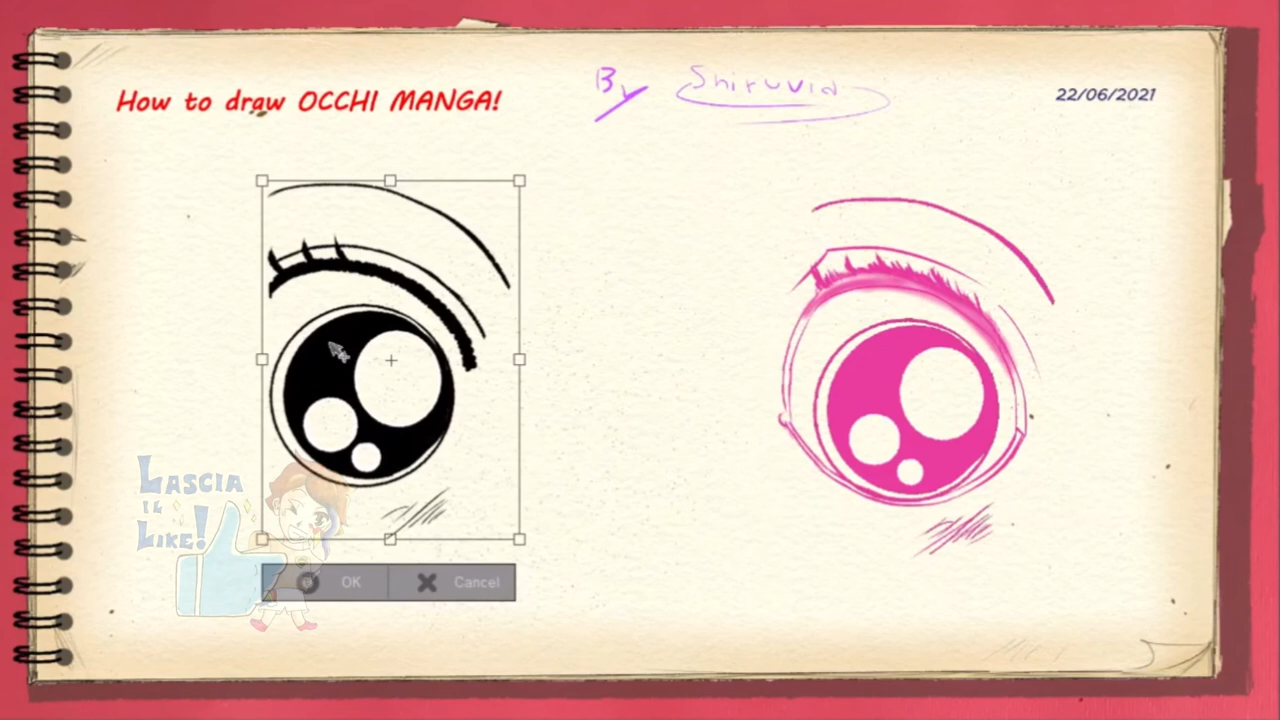 How to draw OCCHI MANGA!
By Shiruvia
22/06/2021
LASCIA
IL
LIKE!
OK
Cancel